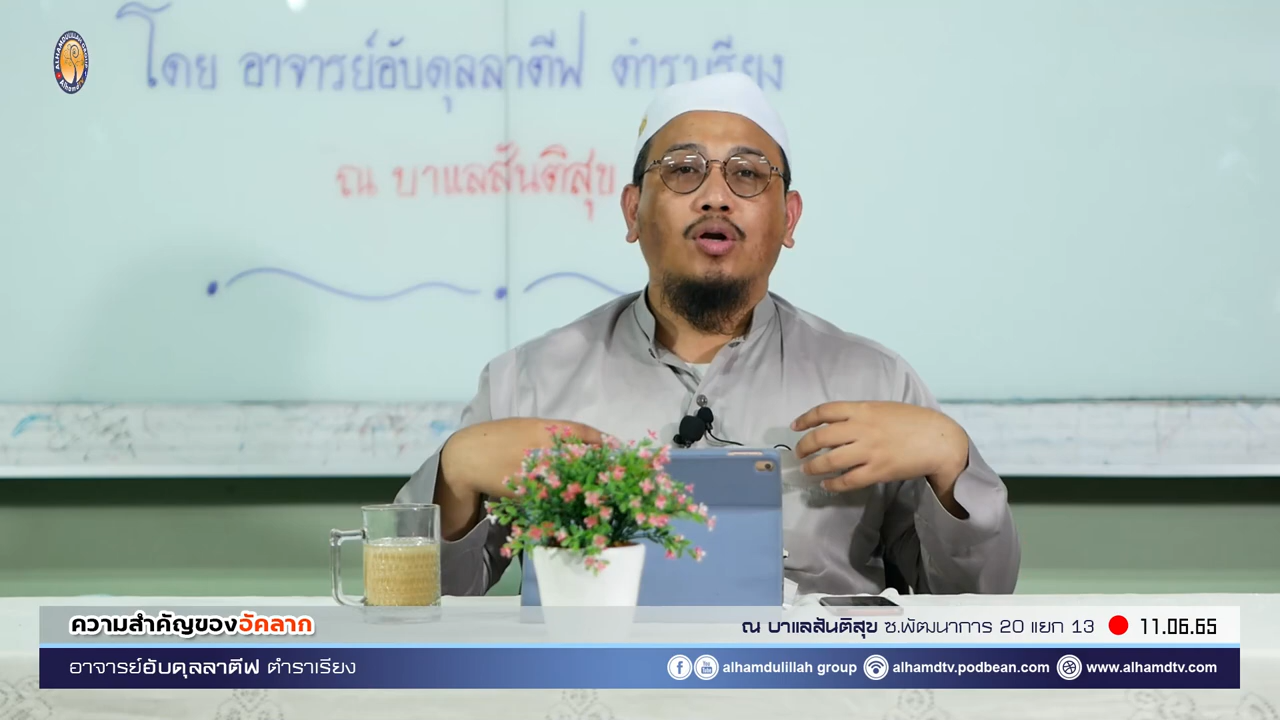 ALHAMDULILLAH GROUP
โดย อาจารย์อับดุลลาตีฟ ตำราเรียง
ณ บาแลสันติสุข
ความสำคัญของอัคลาก
ณ บาแลสันติสุข ซ.พัฒนาการ 20 แยก 13
11.06.65
อาจารย์อับดุลลาตีฟ ตำราเรียง
f You Tube alhamdulillah group
alhamdtv.podbean.com
www.alhamdtv.com